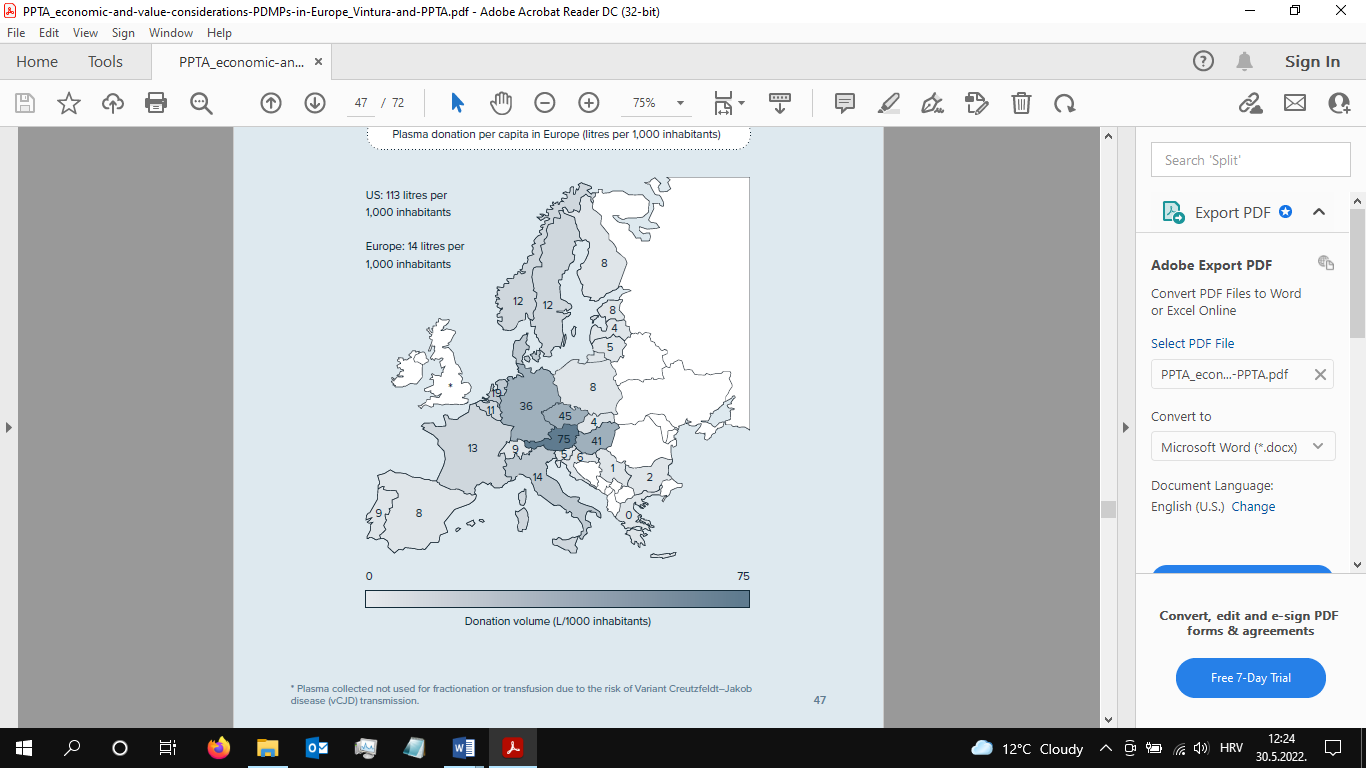 PPTA_economic-and-value-considerations-PDMPs-in-Europe_Vintura-and-PPTA.pdf - Adobe Acrobat Reader DC (32-bit)
File Edit View Sign Window Help
Home Tools PPTA_economic-an... ×
? Sign In
47 / 72 75%
Plasma donation per capita in Europe (litres per 1,000 inhabitants)
US: 113 litres per
1,000 inhabitants
Europe: 14 litres per
1,000 inhabitants
8
12 12
8
4
5
*
19
11
36
8
45
4
75
41
13
9
5 6
14
1
2
9 8
0
0 75
Donation volume (L/1000 inhabitants)
* Plasma collected not used for fractionation or transfusion due to the risk of Variant Creutzfeldt–Jakob
disease (vCJD) transmission.
47
Search 'Split'
Export PDF
Adobe Export PDF
Convert PDF Files to Word
or Excel Online
Select PDF File
PPTA_econ...-PPTA.pdf
Convert to
Microsoft Word (*.docx)
Document Language:
English (U.S.) Change
Convert, edit and e-sign PDF
forms & agreements
Free 7-Day Trial
12°C Cloudy HRV 12:24
30.5.2022.